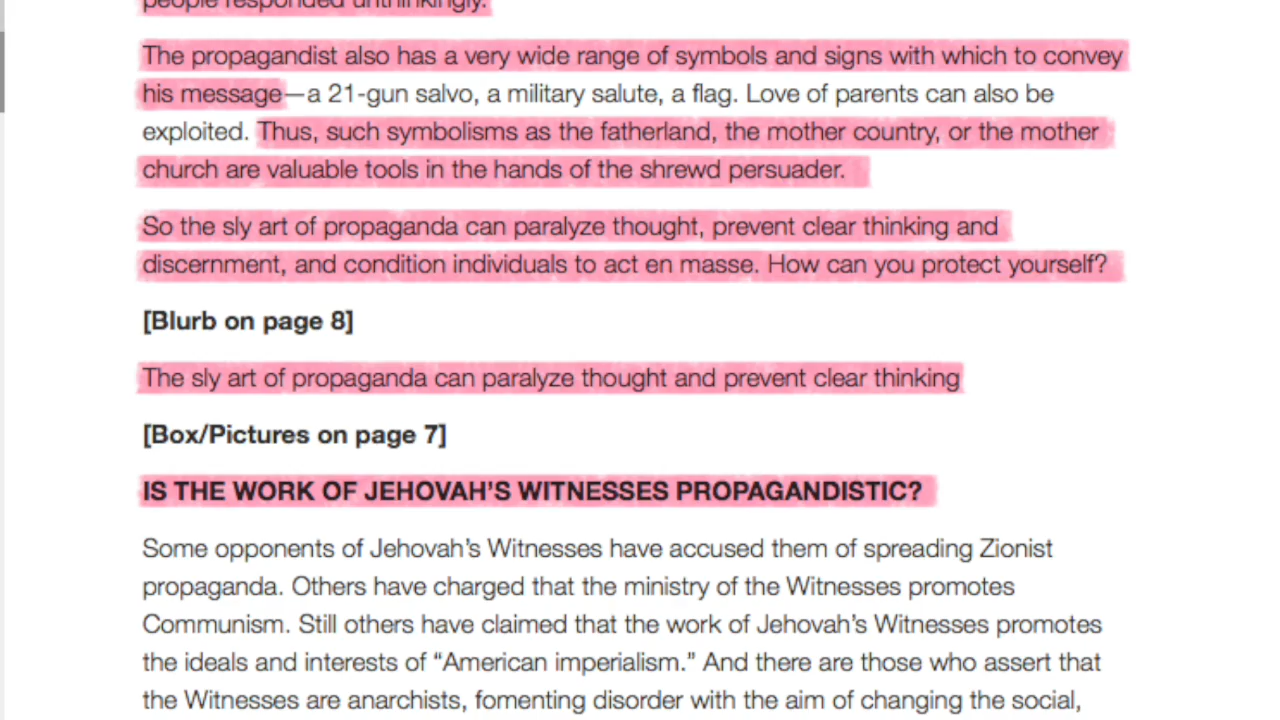 people responded unthinkingly.
The propagandist also has a very wide range of symbols and signs with which to convey
his message—a 21-gun salvo, a military salute, a flag. Love of parents can also be
exploited. Thus, such symbolisms as the fatherland, the mother country, or the mother
church are valuable tools in the hands of the shrewd persuader.
So the sly art of propaganda can paralyze thought, prevent clear thinking and
discernment, and condition individuals to act en masse. How can you protect yourself?
[Blurb on page 8]
The sly art of propaganda can paralyze thought and prevent clear thinking
[Box/Pictures on page 7]
IS THE WORK OF JEHOVAH’S WITNESSES PROPAGANDISTIC?
Some opponents of Jehovah’s Witnesses have accused them of spreading Zionist
propaganda. Others have charged that the ministry of the Witnesses promotes
Communism. Still others have claimed that the work of Jehovah’s Witnesses promotes
the ideals and interests of “American imperialism.” And there are those who assert that
the Witnesses are anarchists, fomenting disorder with the aim of changing the social,